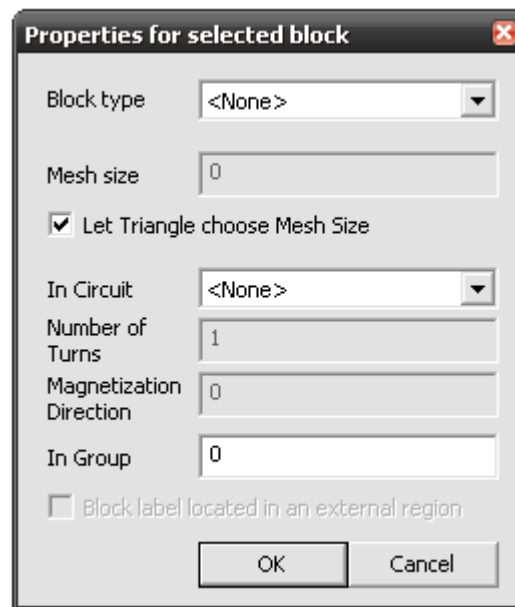 Properties for selected block
Block type <None>
Mesh size 0
Let Triangle choose Mesh Size
In Circuit <None>
Number of
Turns
1
Magnetization
Direction
0
In Group 0
Block label located in an external region
OK Cancel